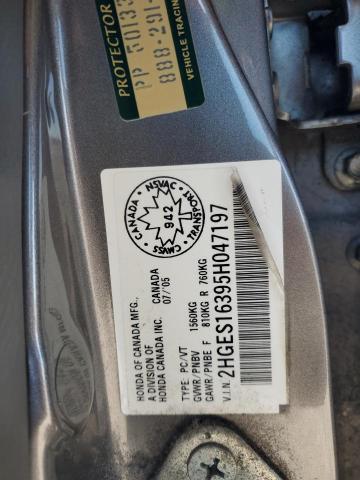 PROTECTOR
PP 50133
888-291-
VEHICLE TRACIN
HONDA OF CANADA MFG., CANADA
A DIVISION OF 07/'05
HONDA CANADA INC.
NSVAC
CANADA
942
TRANSPORT
CMVSS
TYPE: PC/VT
GVWR/PNBV 1560KG
GAWR/PNBE F 810KG R 760KG
V.I.N. 2HGES16395H047197